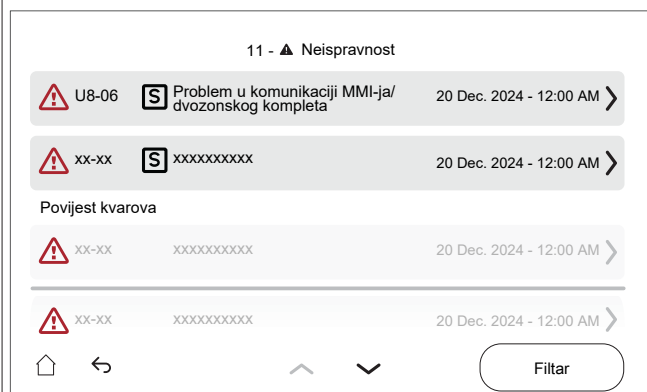 11 - Neispravnost
U8-06 S Problem u komunikaciji MMI-ja/
dvozonskog kompleta 20 Dec. 2024 - 12:00 AM
xx-xx S xxxxxxxxxx 20 Dec. 2024 - 12:00 AM
Povijest kvarova
xx-xx xxxxxxxxxx 20 Dec. 2024 - 12:00 AM
xx-xx xxxxxxxxxx 20 Dec. 2024 - 12:00 AM
Filtar